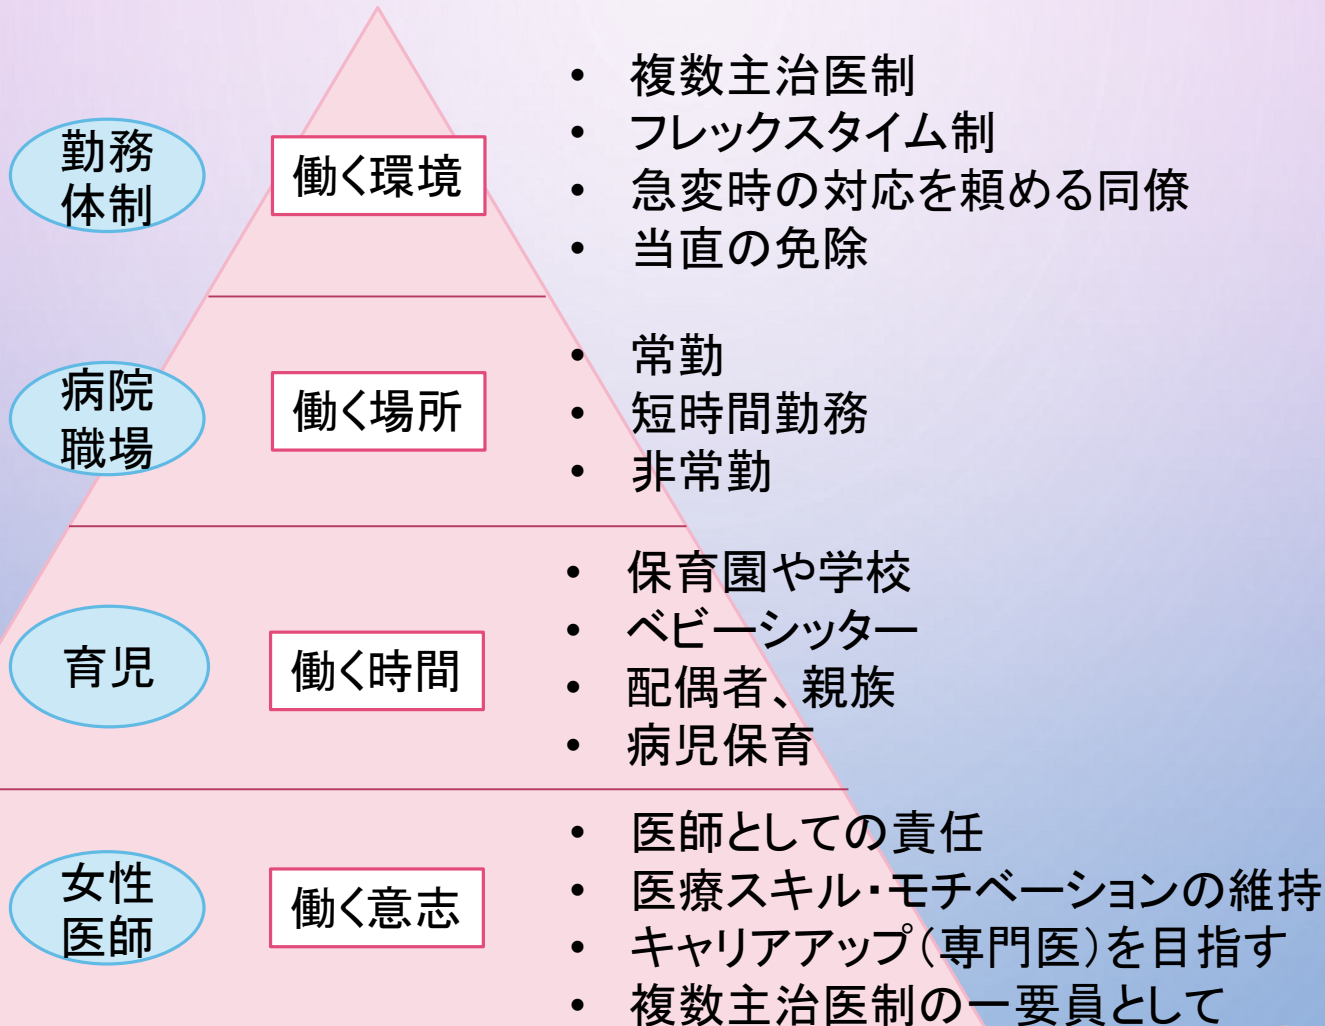 勤務
体制
働く環境
• 複数主治医制
• フレックスタイム制
• 急変時の対応を頼める同僚
• 当直の免除
病院
職場
働く場所
• 常勤
• 短時間勤務
• 非常勤
育児
働く時間
• 保育園や学校
• ベビーシッター
• 配偶者、親族
• 病児保育
女性
医師
働く意志
• 医師としての責任
• 医療スキル・モチベーションの維持
• キャリアアップ(専門医)を目指す
• 複数主治医制の一要員として